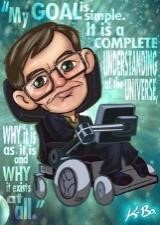 "My GOAL is simple.
It is a
COMPLETE
UNDERSTANDING
of the
UNIVERSE,
WHY it is
as it is
and
WHY
it exists
at
all."